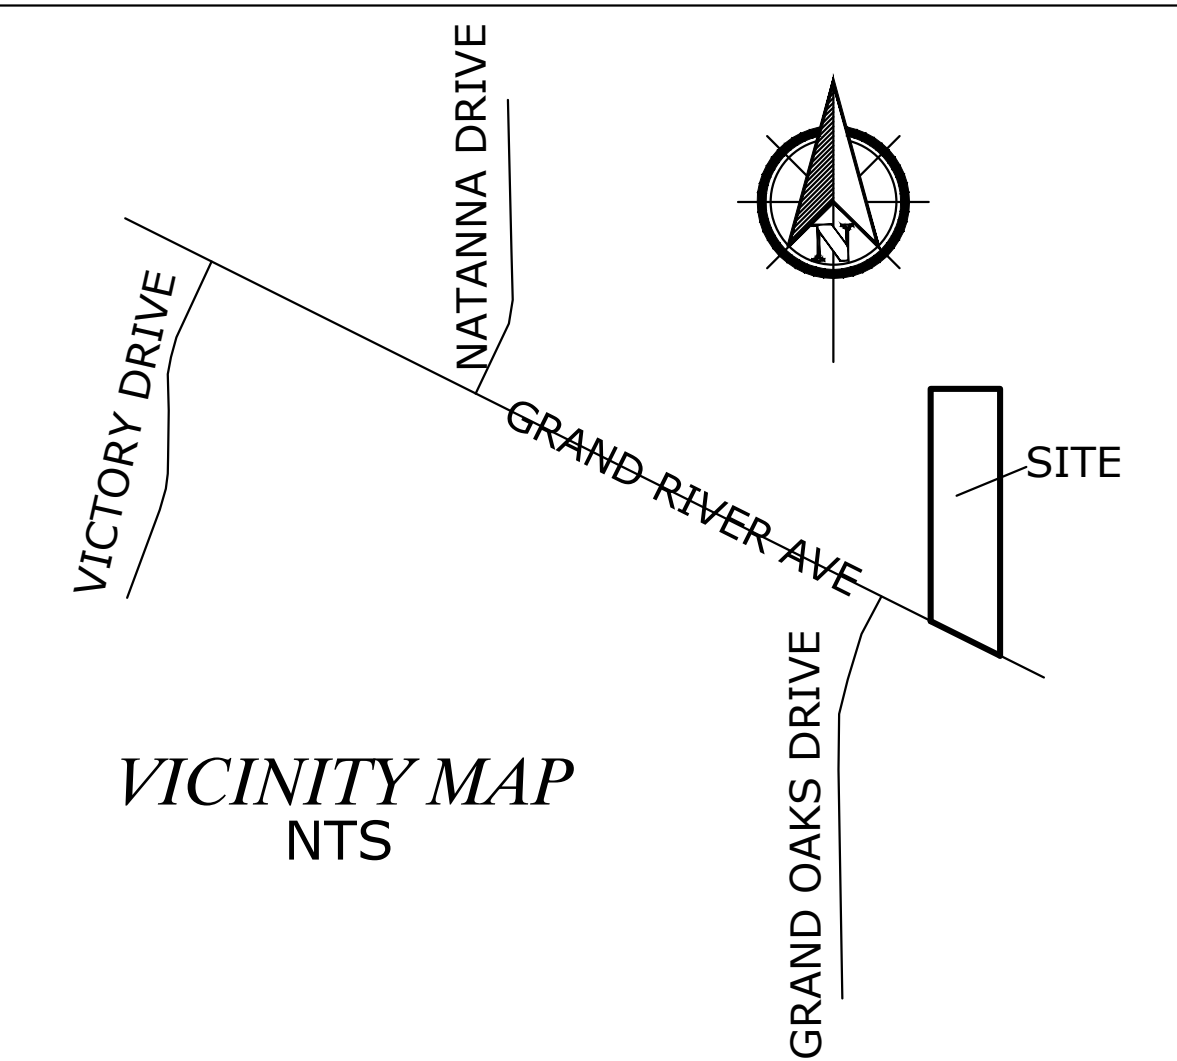 NATANNA DRIVE
N
VICTORY DRIVE
GRAND RIVER AVE
SITE
GRAND OAKS DRIVE
VICINITY MAP
NTS